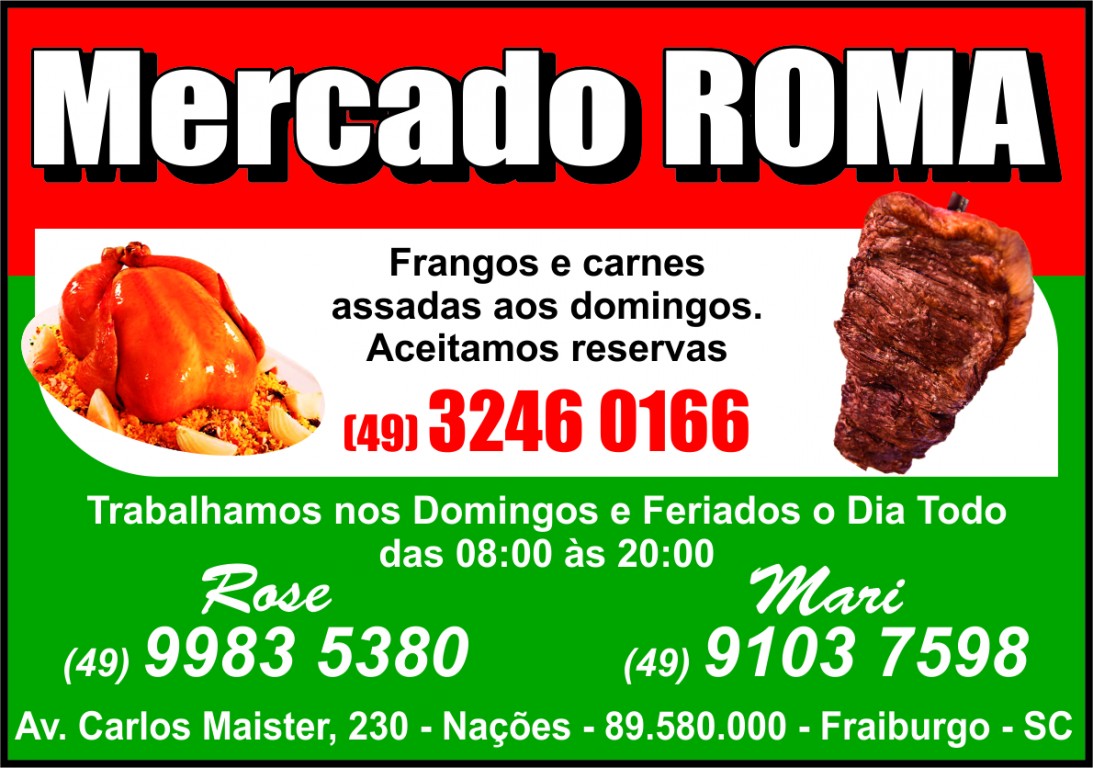 Mercado ROMA
Frangos e carnes
assadas aos domingos.
Aceitamos reservas
(49) 3246 0166
Trabalhamos nos Domingos e Feriados o Dia Todo
das 08:00 às 20:00
Rose
(49) 9983 5380
Mari
(49) 9103 7598
Av. Carlos Maister, 230 - Nações - 89.580.000 - Fraiburgo - SC